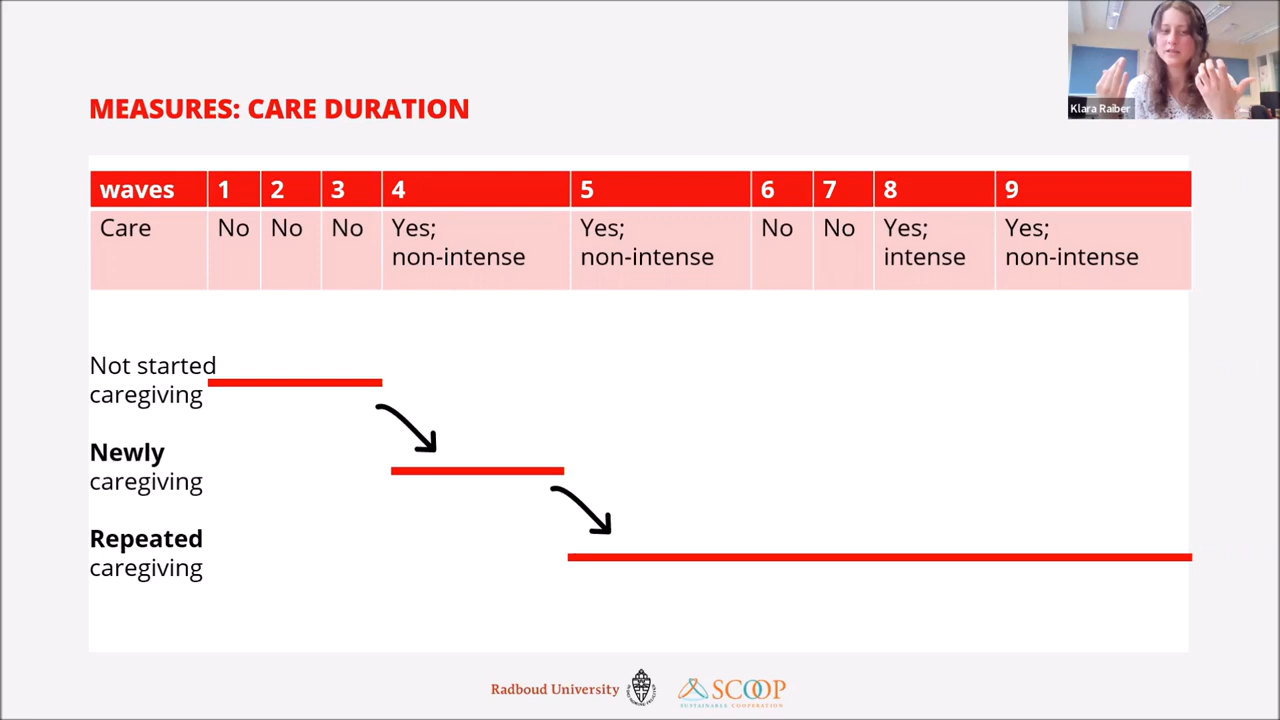 Klara Raiber
MEASURES: CARE DURATION
waves 1 2 3 4 5 6 7 8 9
Care No No No Yes; non-intense Yes; non-intense No No Yes; intense Yes; non-intense
Not started
caregiving
Newly
caregiving
Repeated
caregiving
Radboud University
SCOOP
SUSTAINABLE COOPERATION